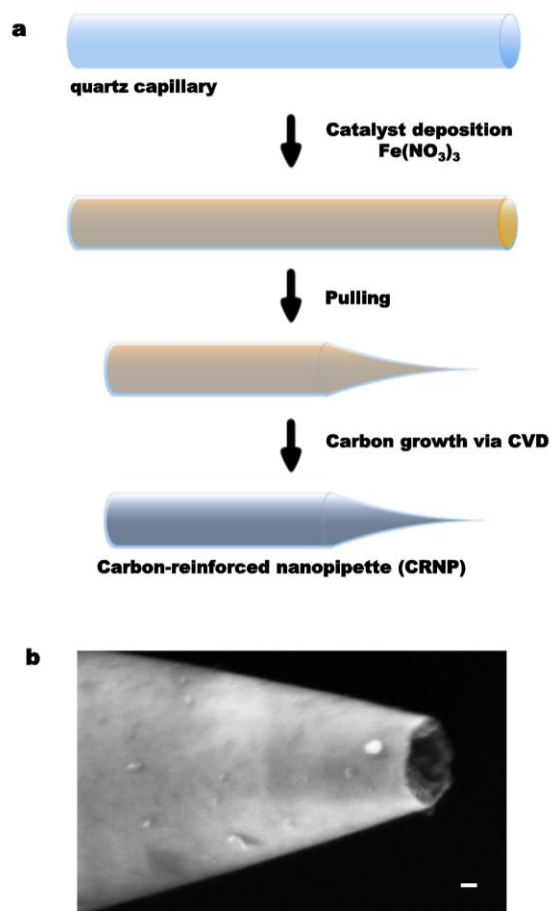 a
quartz capillary
Catalyst deposition
Fe(NO₃)₃
Pulling
Carbon growth via CVD
Carbon-reinforced nanopipette (CRNP)
b